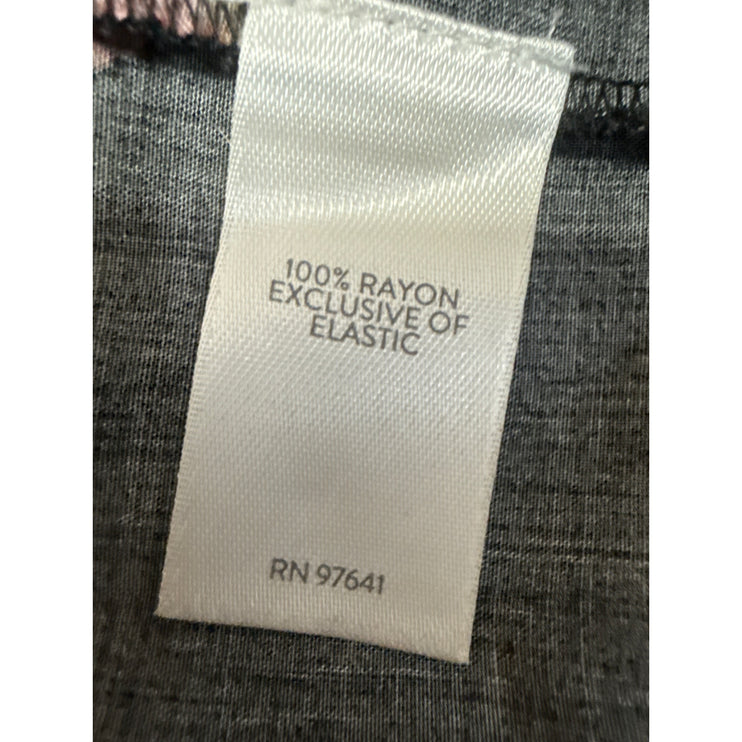 100% RAYON
EXCLUSIVE OF
ELASTIC
RN 97641